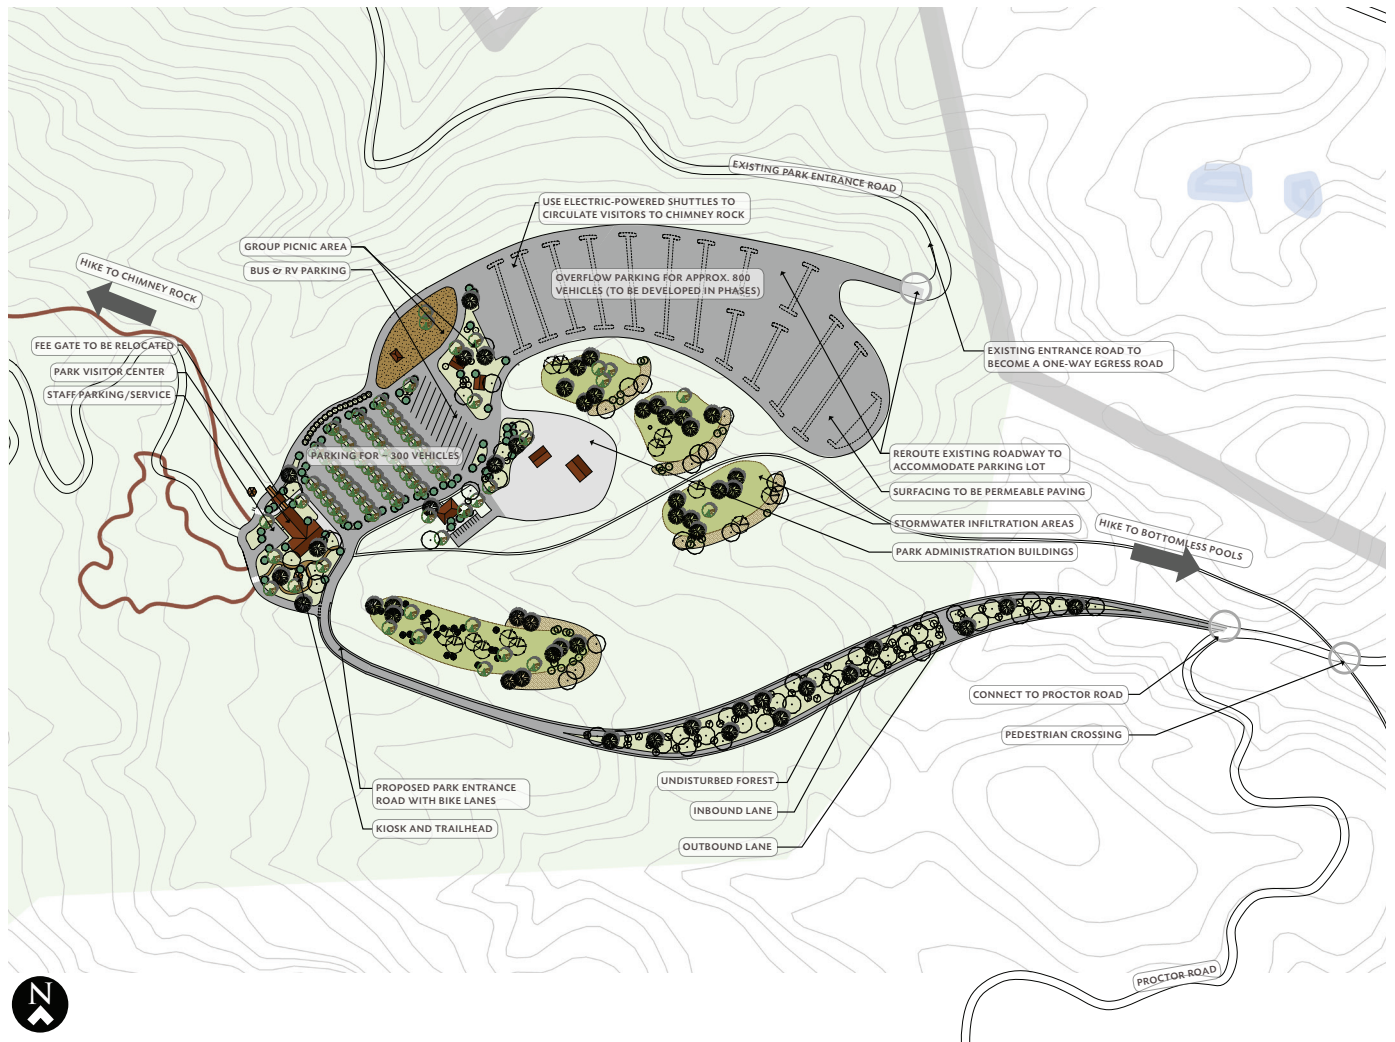 EXISTING PARK ENTRANCE ROAD
USE ELECTRIC-POWERED SHUTTLES TO
CIRCULATE VISITORS TO CHIMNEY ROCK
GROUP PICNIC AREA
BUS & RV PARKING
HIKE TO CHIMNEY ROCK
OVERFLOW PARKING FOR APPROX. 800
VEHICLES (TO BE DEVELOPED IN PHASES)
FEE GATE TO BE RELOCATED
PARK VISITOR CENTER
STAFF PARKING/SERVICE
EXISTING ENTRANCE ROAD TO
BECOME A ONE-WAY EGRESS ROAD
PARKING FOR ~ 300 VEHICLES
REROUTE EXISTING ROADWAY TO
ACCOMMODATE PARKING LOT
SURFACING TO BE PERMEABLE PAVING
STORMWATER INFILTRATION AREAS
PARK ADMINISTRATION BUILDINGS
HIKE TO BOTTOMLESS POOLS
CONNECT TO PROCTOR ROAD
PEDESTRIAN CROSSING
UNDISTURBED FOREST
INBOUND LANE
OUTBOUND LANE
PROPOSED PARK ENTRANCE
ROAD WITH BIKE LANES
KIOSK AND TRAILHEAD
PROCTOR ROAD
N